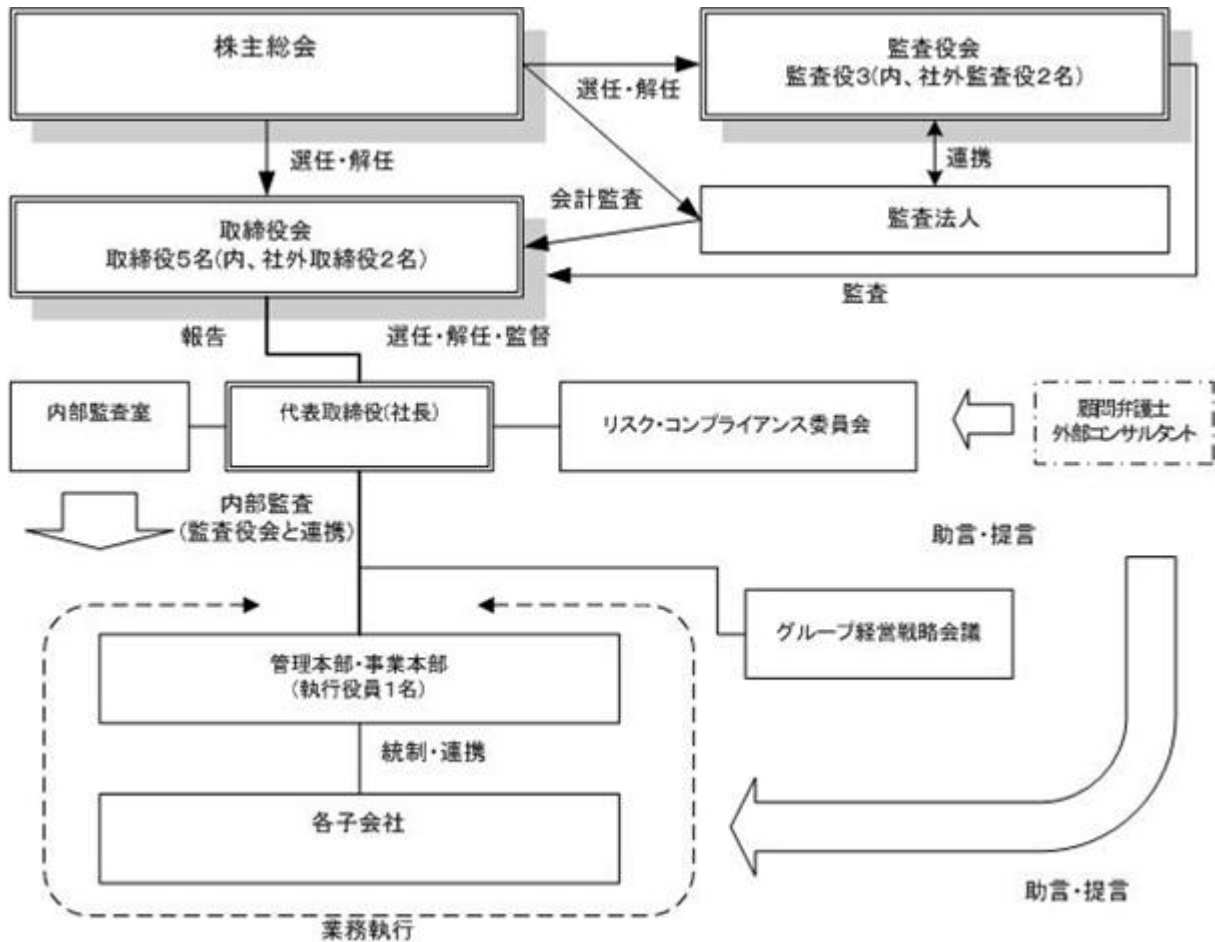 株主総会
監査役会
監査役3(内、社外監査役2名)
選任・解任
選任・解任
連携
会計監査
監査法人
取締役会
取締役5名(内、社外取締役2名)
監査
報告
選任・解任・監督
内部監査室
代表取締役(社長)
リスク・コンプライアンス委員会
顧問弁護士
外部コンサルタント
内部監査
(監査役会と連携)
助言・提言
グループ経営戦略会議
管理本部・事業本部
(執行役員1名)
統制・連携
各子会社
助言・提言
業務執行